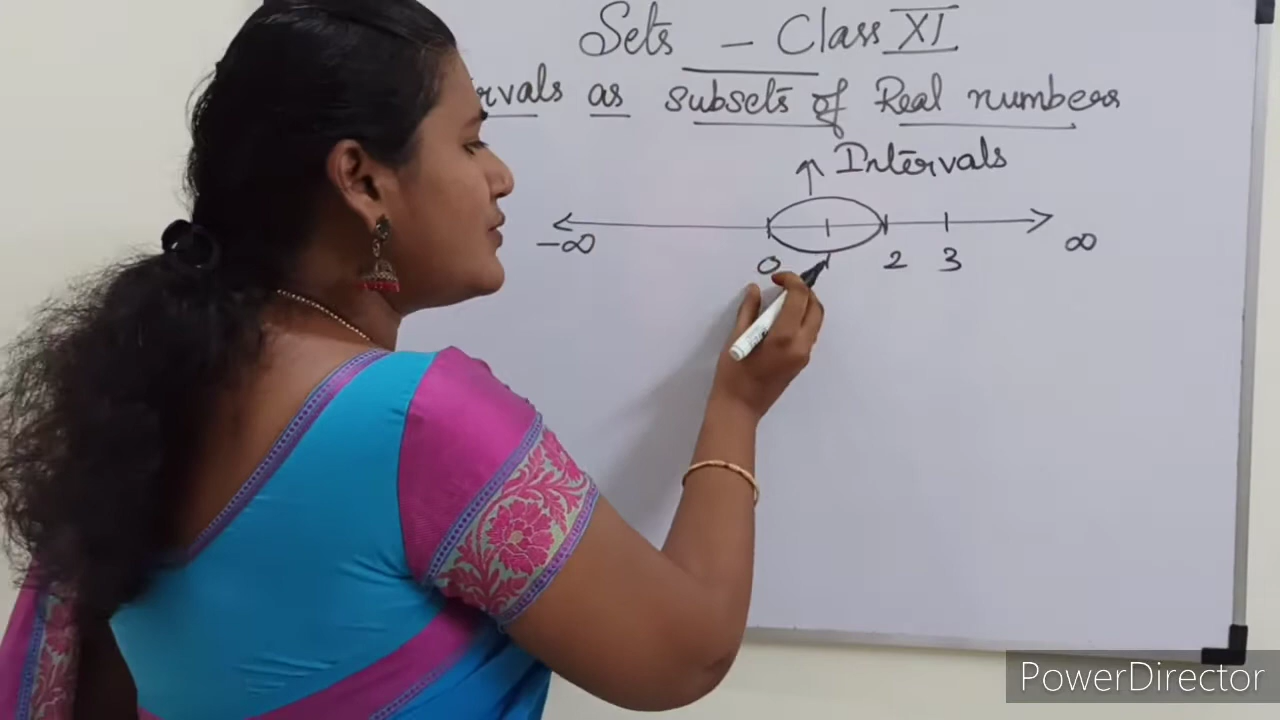 Sets - Class XI
rvals as subsets of Real numbers
↑ Intervals
-∞ 0 2 3 ∞
PowerDirector